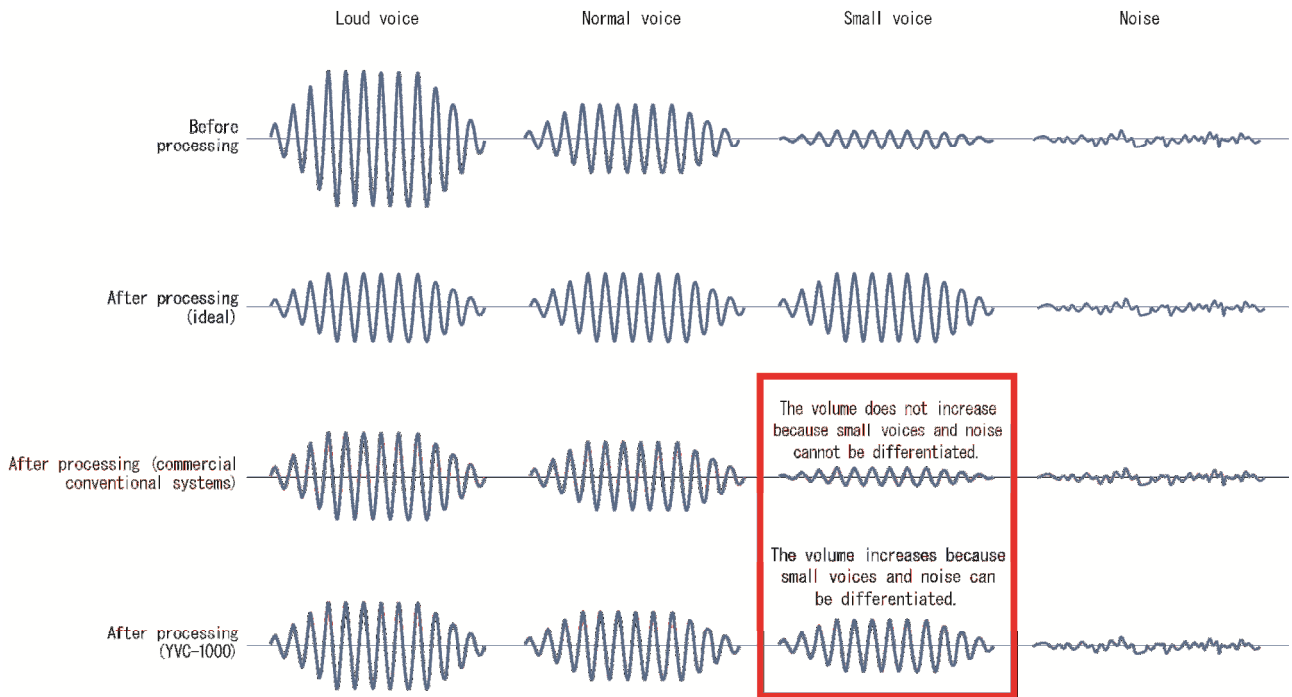 Loud voice
Normal voice
Small voice
Noise
Before
processing
After processing
(ideal)
After processing (commercial
conventional systems)
The volume does not increase
because small voices and noise
cannot be differentiated.
The volume increases because
small voices and noise can
be differentiated.
After processing
(YVC-1000)